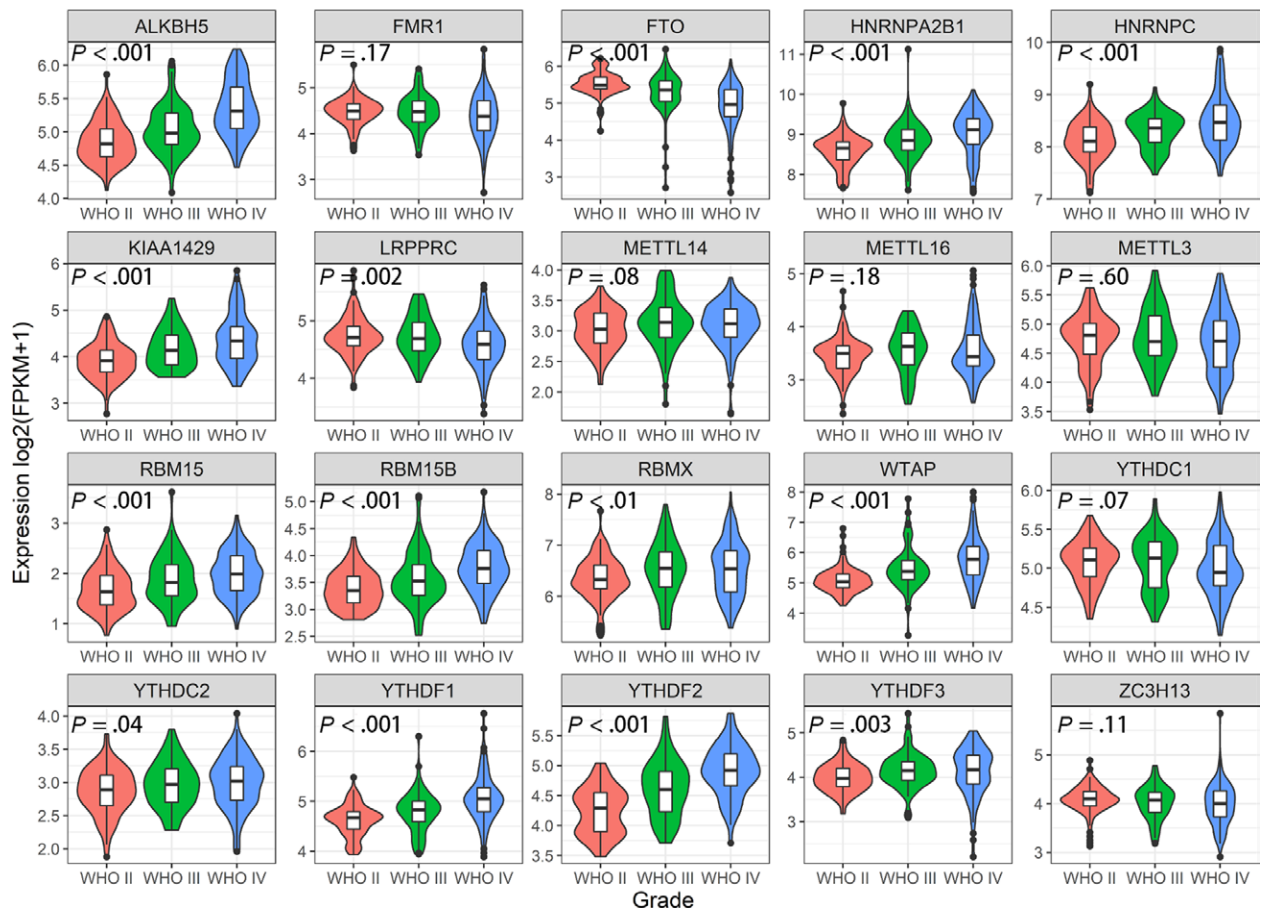 ALKBH5 FMR1 FTO HNRNPA2B1 HNRNPC
P < .001 P = .17 P < .001 P < .001 P < .001
6.0 5.5 5.0 4.5 4.0
5 4 3
6 5 4 3
11 10 9 8
10 9 8 7
WHO II WHO III WHO IV WHO II WHO III WHO IV WHO II WHO III WHO IV WHO II WHO III WHO IV WHO II WHO III WHO IV
KIAA1429 LRPPRC METTL14 METTL16 METTL3
P < .001 P = .002 P = .08 P = .18 P = .60
6 5 4 3
5 4
4.0 3.5 3.0 2.5 2.0
5 4 3
6.0 5.5 5.0 4.5 4.0 3.5
WHO II WHO III WHO IV WHO II WHO III WHO IV WHO II WHO III WHO IV WHO II WHO III WHO IV WHO II WHO III WHO IV
Expression log2(FPKM+1)
RBM15 RBM15B RBMX WTAP YTHDC1
P < .001 P < .001 P < .01 P < .001 P = .07
3 2 1
5.0 4.5 4.0 3.5 3.0 2.5
8 7 6
8 7 6 5 4
6.0 5.5 5.0 4.5
WHO II WHO III WHO IV WHO II WHO III WHO IV WHO II WHO III WHO IV WHO II WHO III WHO IV WHO II WHO III WHO IV
YTHDC2 YTHDF1 YTHDF2 YTHDF3 ZC3H13
P = .04 P < .001 P < .001 P = .003 P = .11
4.0 3.5 3.0 2.5 2.0
6 5 4
5.5 5.0 4.5 4.0 3.5
5 4 3
5 4 3
WHO II WHO III WHO IV WHO II WHO III WHO IV WHO II WHO III WHO IV WHO II WHO III WHO IV WHO II WHO III WHO IV
Grade